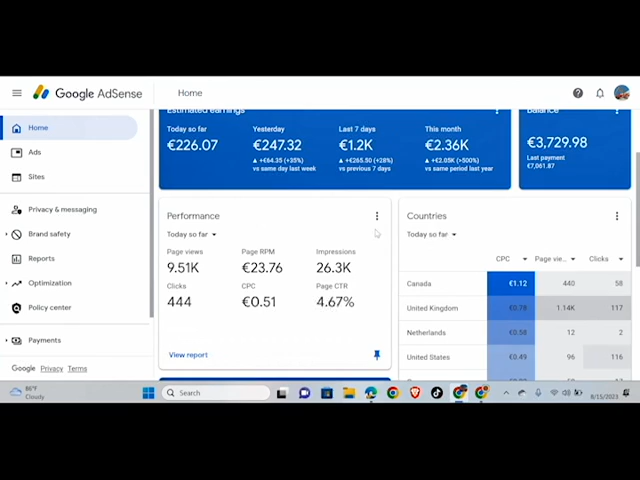 Google AdSense
Home
Home
Ads
Sites
Privacy & messaging
Brand safety
Reports
Optimization
Policy center
Payments
Google Privacy Terms
Estimated earnings
Today so far
€226.07
Yesterday
€247.32
▲ +€64.35 (+35%)
vs same day last week
Last 7 days
€1.2K
▲ +€265.50 (+28%)
vs previous 7 days
This month
€2.36K
▲ +€2.05K (>500%)
vs same period last year
Balance
€3,729.98
Last payment
€7,061.87
Performance
Today so far
Page views
9.51K
Page RPM
€23.76
Impressions
26.3K
Clicks
444
CPC
€0.51
Page CTR
4.67%
View report
Countries
Today so far
CPC Page vie... Clicks
Canada €1.12 440 58
United Kingdom €0.78 1.14K 117
Netherlands €0.58 12 2
United States €0.49 96 116
86°F
Cloudy
Search
8/15/2023